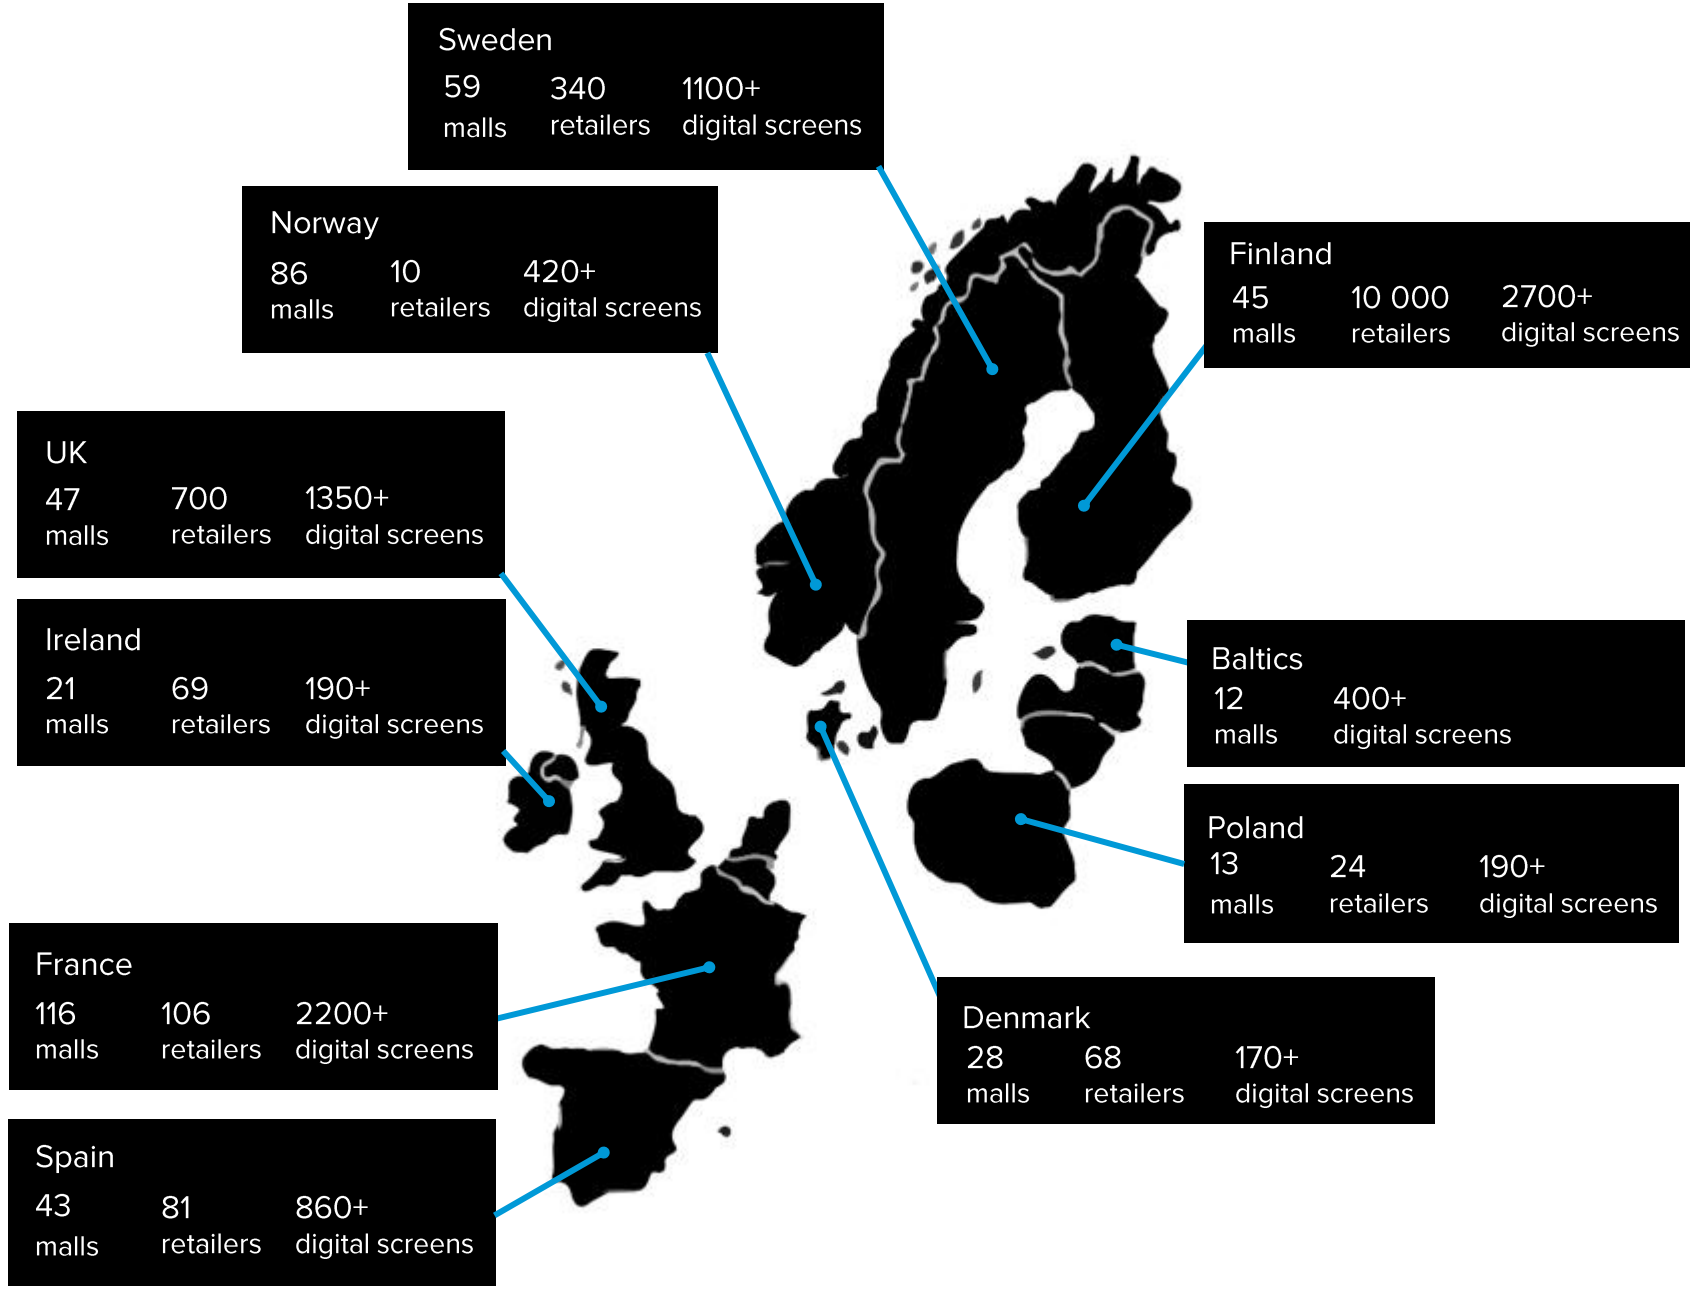 Sweden
59 340 1100+
malls retailers digital screens
Norway
86 10 420+
malls retailers digital screens
Finland
45 10 000 2700+
malls retailers digital screens
UK
47 700 1350+
malls retailers digital screens
Ireland
21 69 190+
malls retailers digital screens
Baltics
12 400+
malls digital screens
Poland
13 24 190+
malls retailers digital screens
France
116 106 2200+
malls retailers digital screens
Denmark
28 68 170+
malls retailers digital screens
Spain
43 81 860+
malls retailers digital screens